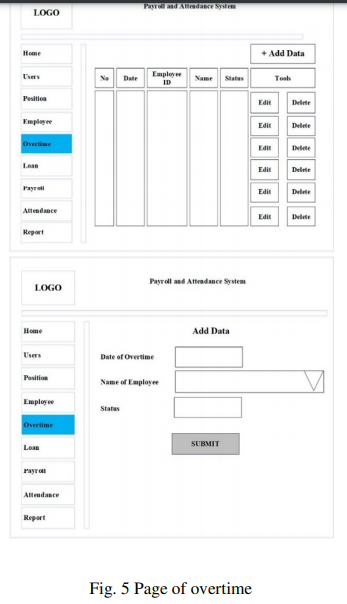 Payroll and Attendance System
LOGO
Home
+ Add Data
Users
No Date Employee ID Name Status Tools
Position
Edit Delete
Employee
Edit Delete
Overtime
Edit Delete
Loan
Edit Delete
Payroll
Edit Delete
Attendance
Edit Delete
Report
LOGO
Payroll and Attendance System
Home
Add Data
Users
Date of Overtime
Position
Name of Employee
Employee
Status
Overtime
Loan
SUBMIT
Payroll
Attendance
Report
Fig. 5 Page of overtime